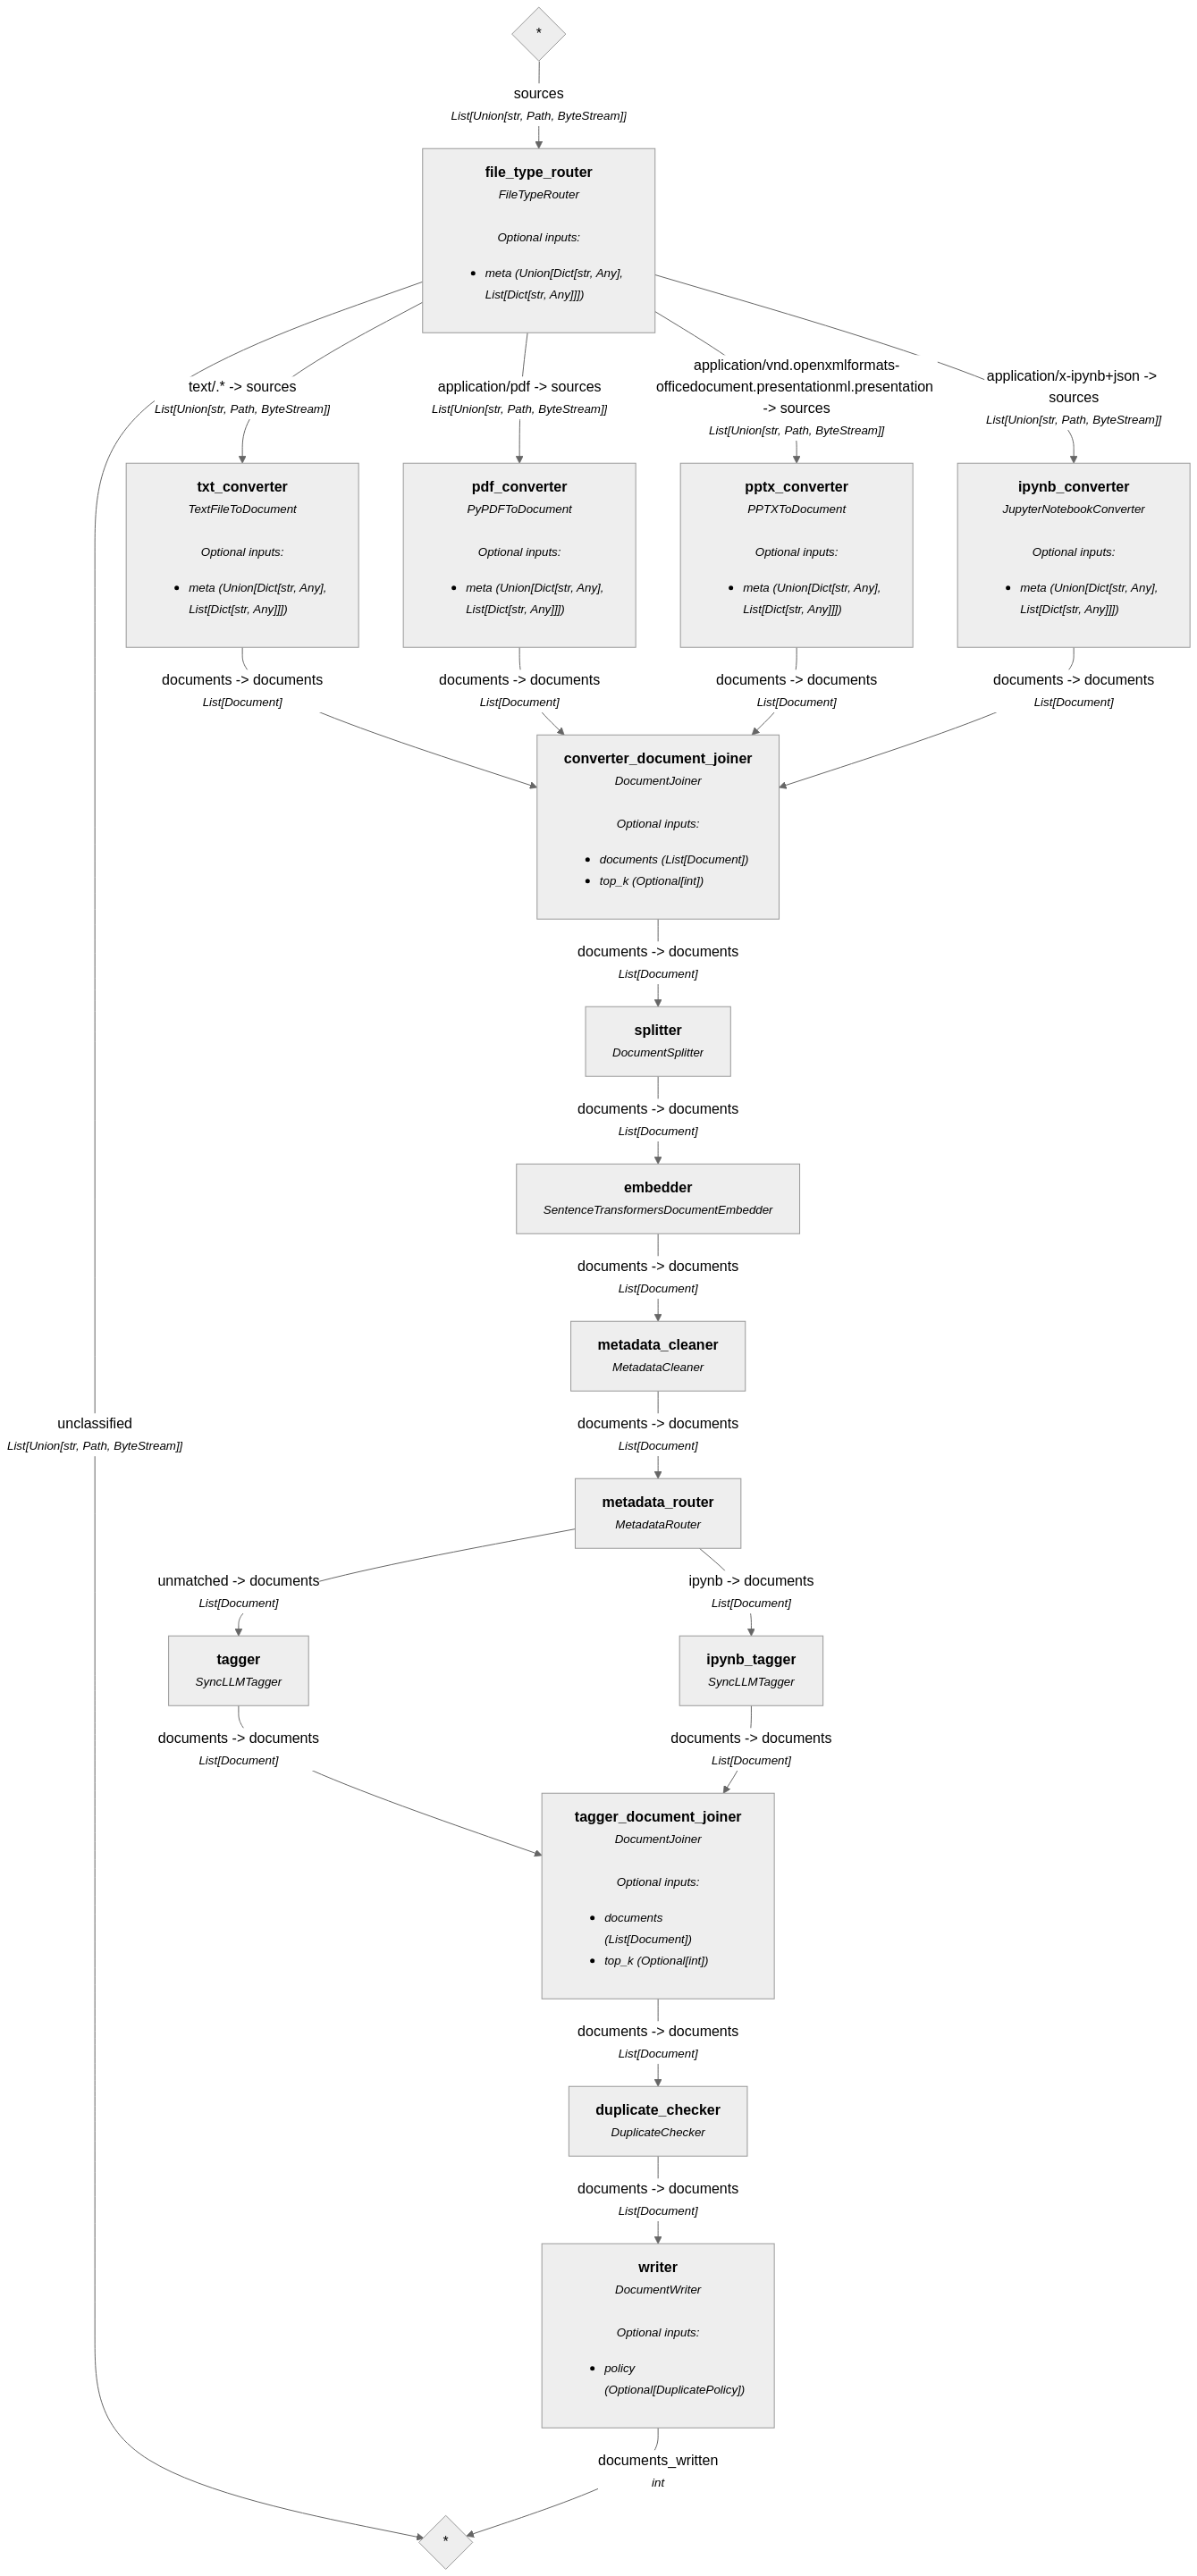 *
sources
List[Union[str, Path, ByteStream]]
file_type_router
FileTypeRouter
Optional inputs:
meta (Union[Dict[str, Any],
List[Dict[str, Any]]])
text/.* -> sources
List[Union[str, Path, ByteStream]]
application/pdf -> sources
List[Union[str, Path, ByteStream]]
application/vnd.openxmlformats-
officedocument.presentationml.presentation
-> sources
List[Union[str, Path, ByteStream]]
application/x-ipynb+json ->
sources
List[Union[str, Path, ByteStream]]
txt_converter
TextFileToDocument
Optional inputs:
meta (Union[Dict[str, Any],
List[Dict[str, Any]]])
pdf_converter
PyPDFToDocument
Optional inputs:
meta (Union[Dict[str, Any],
List[Dict[str, Any]]])
pptx_converter
PPTXToDocument
Optional inputs:
meta (Union[Dict[str, Any],
List[Dict[str, Any]]])
ipynb_converter
JupyterNotebookConverter
Optional inputs:
meta (Union[Dict[str, Any],
List[Dict[str, Any]]])
documents -> documents
List[Document]
documents -> documents
List[Document]
documents -> documents
List[Document]
documents -> documents
List[Document]
converter_document_joiner
DocumentJoiner
Optional inputs:
documents (List[Document])
top_k (Optional[int])
documents -> documents
List[Document]
splitter
DocumentSplitter
documents -> documents
List[Document]
embedder
SentenceTransformersDocumentEmbedder
documents -> documents
List[Document]
metadata_cleaner
MetadataCleaner
documents -> documents
List[Document]
unclassified
List[Union[str, Path, ByteStream]]
metadata_router
MetadataRouter
unmatched -> documents
List[Document]
ipynb -> documents
List[Document]
tagger
SyncLLMTagger
ipynb_tagger
SyncLLMTagger
documents -> documents
List[Document]
documents -> documents
List[Document]
tagger_document_joiner
DocumentJoiner
Optional inputs:
documents
(List[Document])
top_k (Optional[int])
documents -> documents
List[Document]
duplicate_checker
DuplicateChecker
documents -> documents
List[Document]
writer
DocumentWriter
Optional inputs:
policy
(Optional[DuplicatePolicy])
documents_written
int
*